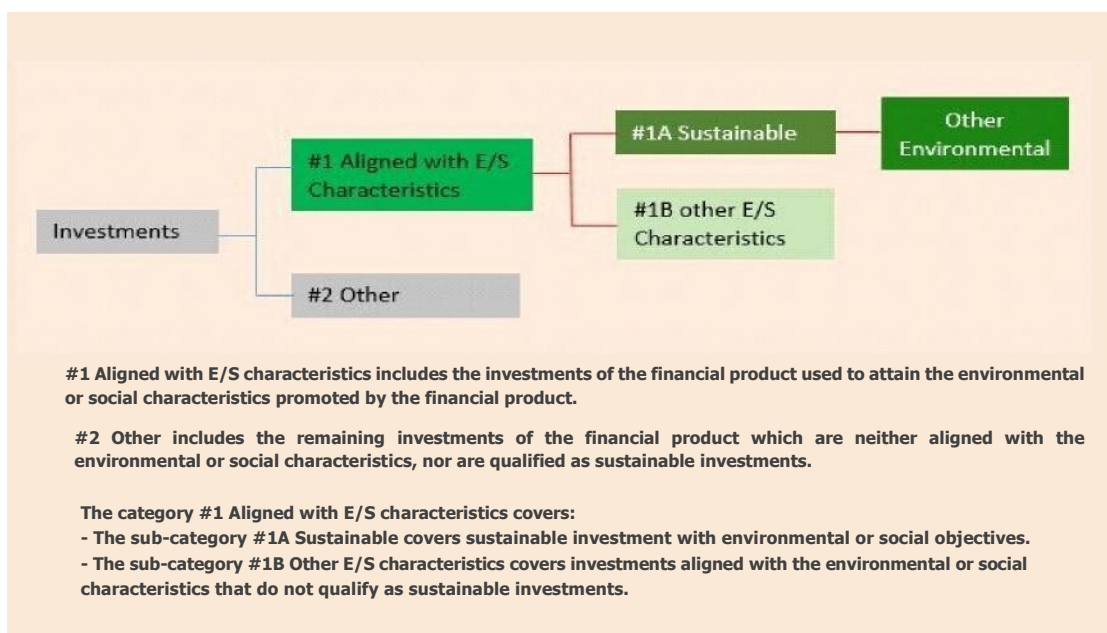 Other
Environmental
#1A Sustainable
#1 Aligned with E/S
Characteristics
#1B other E/S
Characteristics
Investments
#2 Other
#1 Aligned with E/S characteristics includes the investments of the financial product used to attain the environmental
or social characteristics promoted by the financial product.
#2 Other includes the remaining investments of the financial product which are neither aligned with the
environmental or social characteristics, nor are qualified as sustainable investments.
The category #1 Aligned with E/S characteristics covers:
- The sub-category #1A Sustainable covers sustainable investment with environmental or social objectives.
- The sub-category #1B Other E/S characteristics covers investments aligned with the environmental or social
characteristics that do not qualify as sustainable investments.